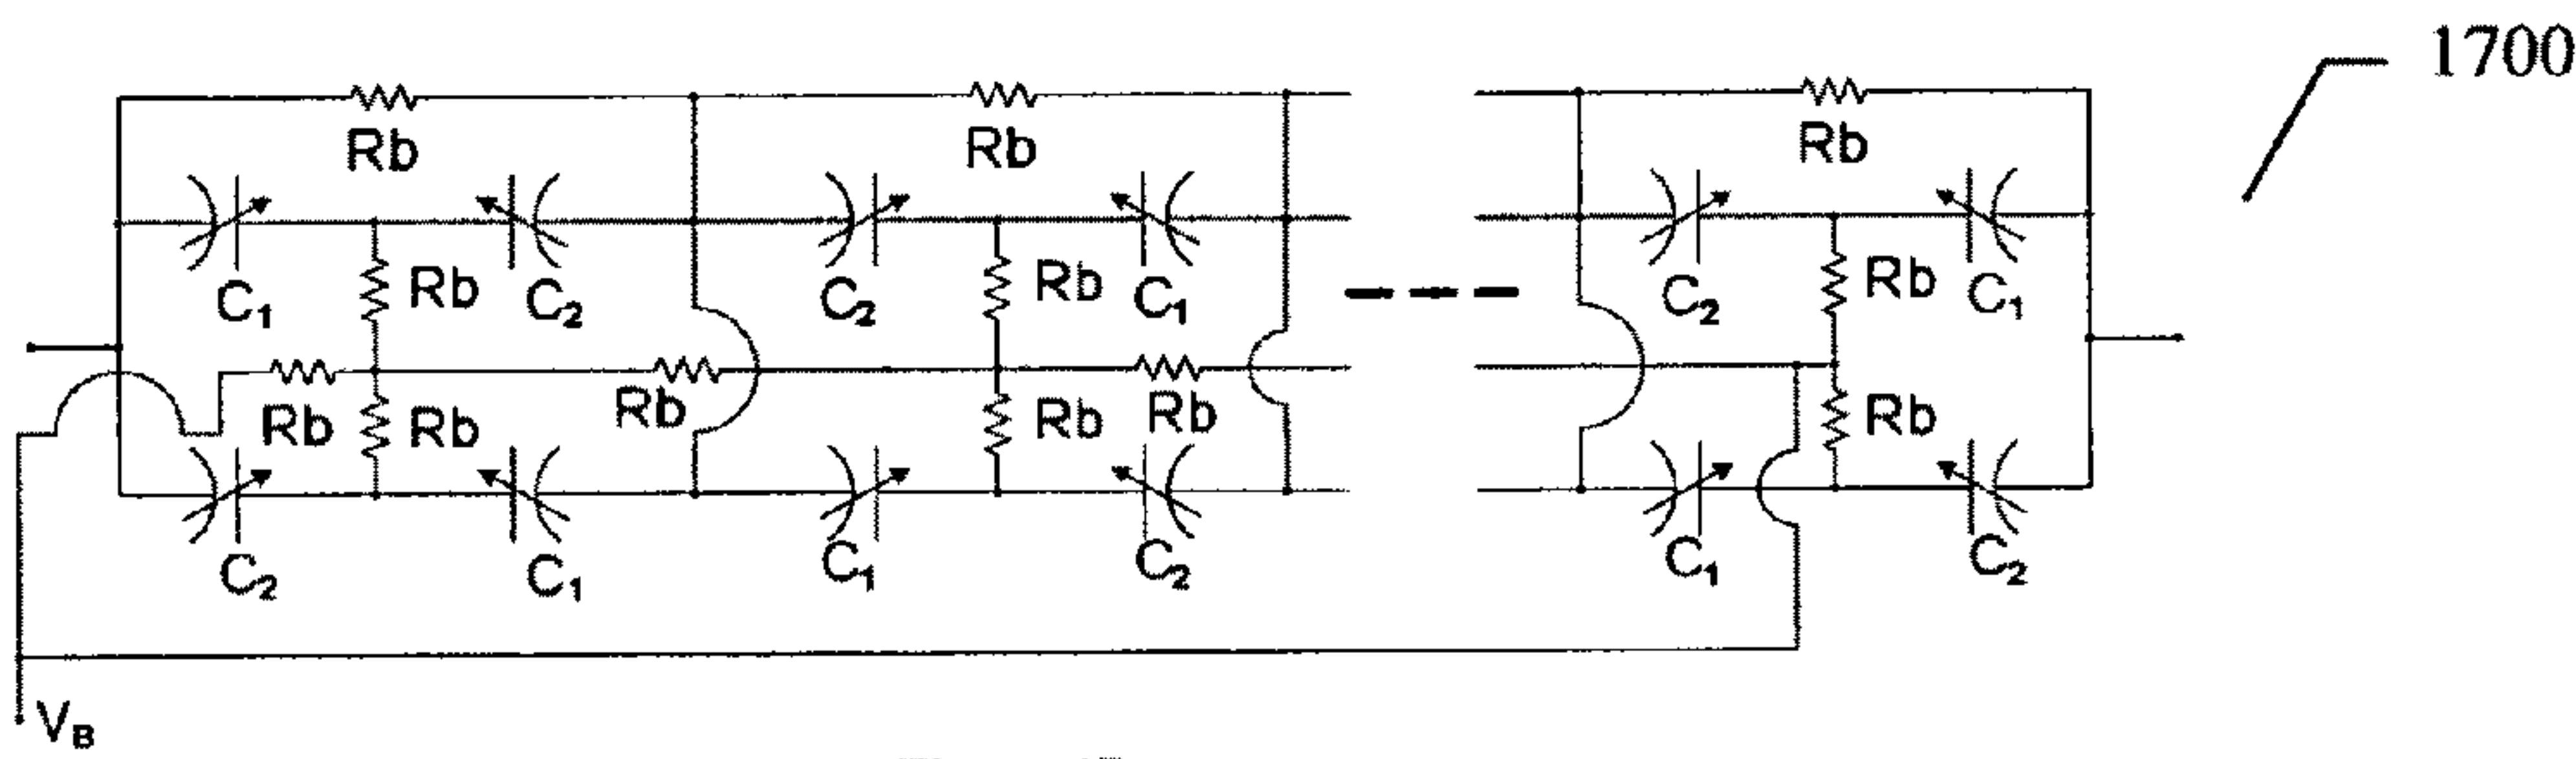 1700
Rb Rb Rb
C₁ Rb C₂ C₂ Rb C₁ C₂ Rb C₁
Rb Rb Rb Rb Rb Rb
C₂ C₁ C₁ C₂ C₁ C₂
V_B